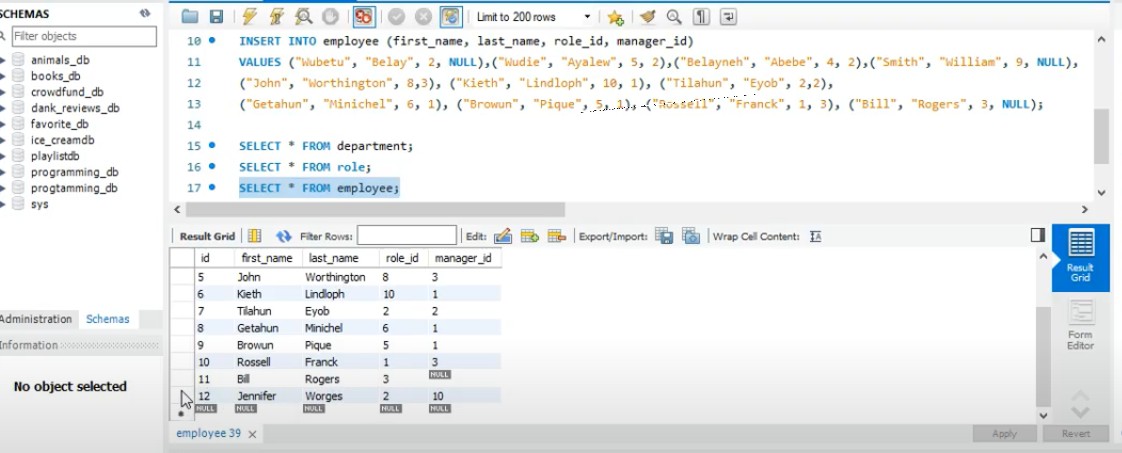 SCHEMAS
Filter objects
animals_db
books_db
crowdfund_db
dank_reviews_db
favorite_db
ice_creamdb
playlistdb
programming_db
progtamming_db
sys
Administration Schemas
Information
No object selected
Limit to 200 rows
10 INSERT INTO employee (first_name, last_name, role_id, manager_id)
11 VALUES ("Wubetu", "Belay", 2, NULL),("Wudie", "Ayalew", 5, 2),("Belayneh", "Abebe", 4, 2),("Smith", "William", 9, NULL),
12 ("John", "Worthington", 8,3), ("Kieth", "Lindloph", 10, 1), ("Tilahun", "Eyob", 2,2),
13 ("Getahun", "Minichel", 6, 1), ("Browun", "Pique", 5, 1), ("Rossell", "Franck", 1, 3), ("Bill", "Rogers", 3, NULL);
14
15 SELECT * FROM department;
16 SELECT * FROM role;
17 SELECT * FROM employee;
Result Grid Filter Rows: Edit: Export/Import: Wrap Cell Content: IA
id first_name last_name role_id manager_id
5 John Worthington 8 3
6 Kieth Lindloph 10 1
7 Tilahun Eyob 2 2
8 Getahun Minichel 6 1
9 Browun Pique 5 1
10 Rossell Franck 1 3
11 Bill Rogers 3 NULL
12 Jennifer Worges 2 10
NULL NULL NULL NULL NULL
Result
Grid
Form
Editor
employee 39
Apply Revert